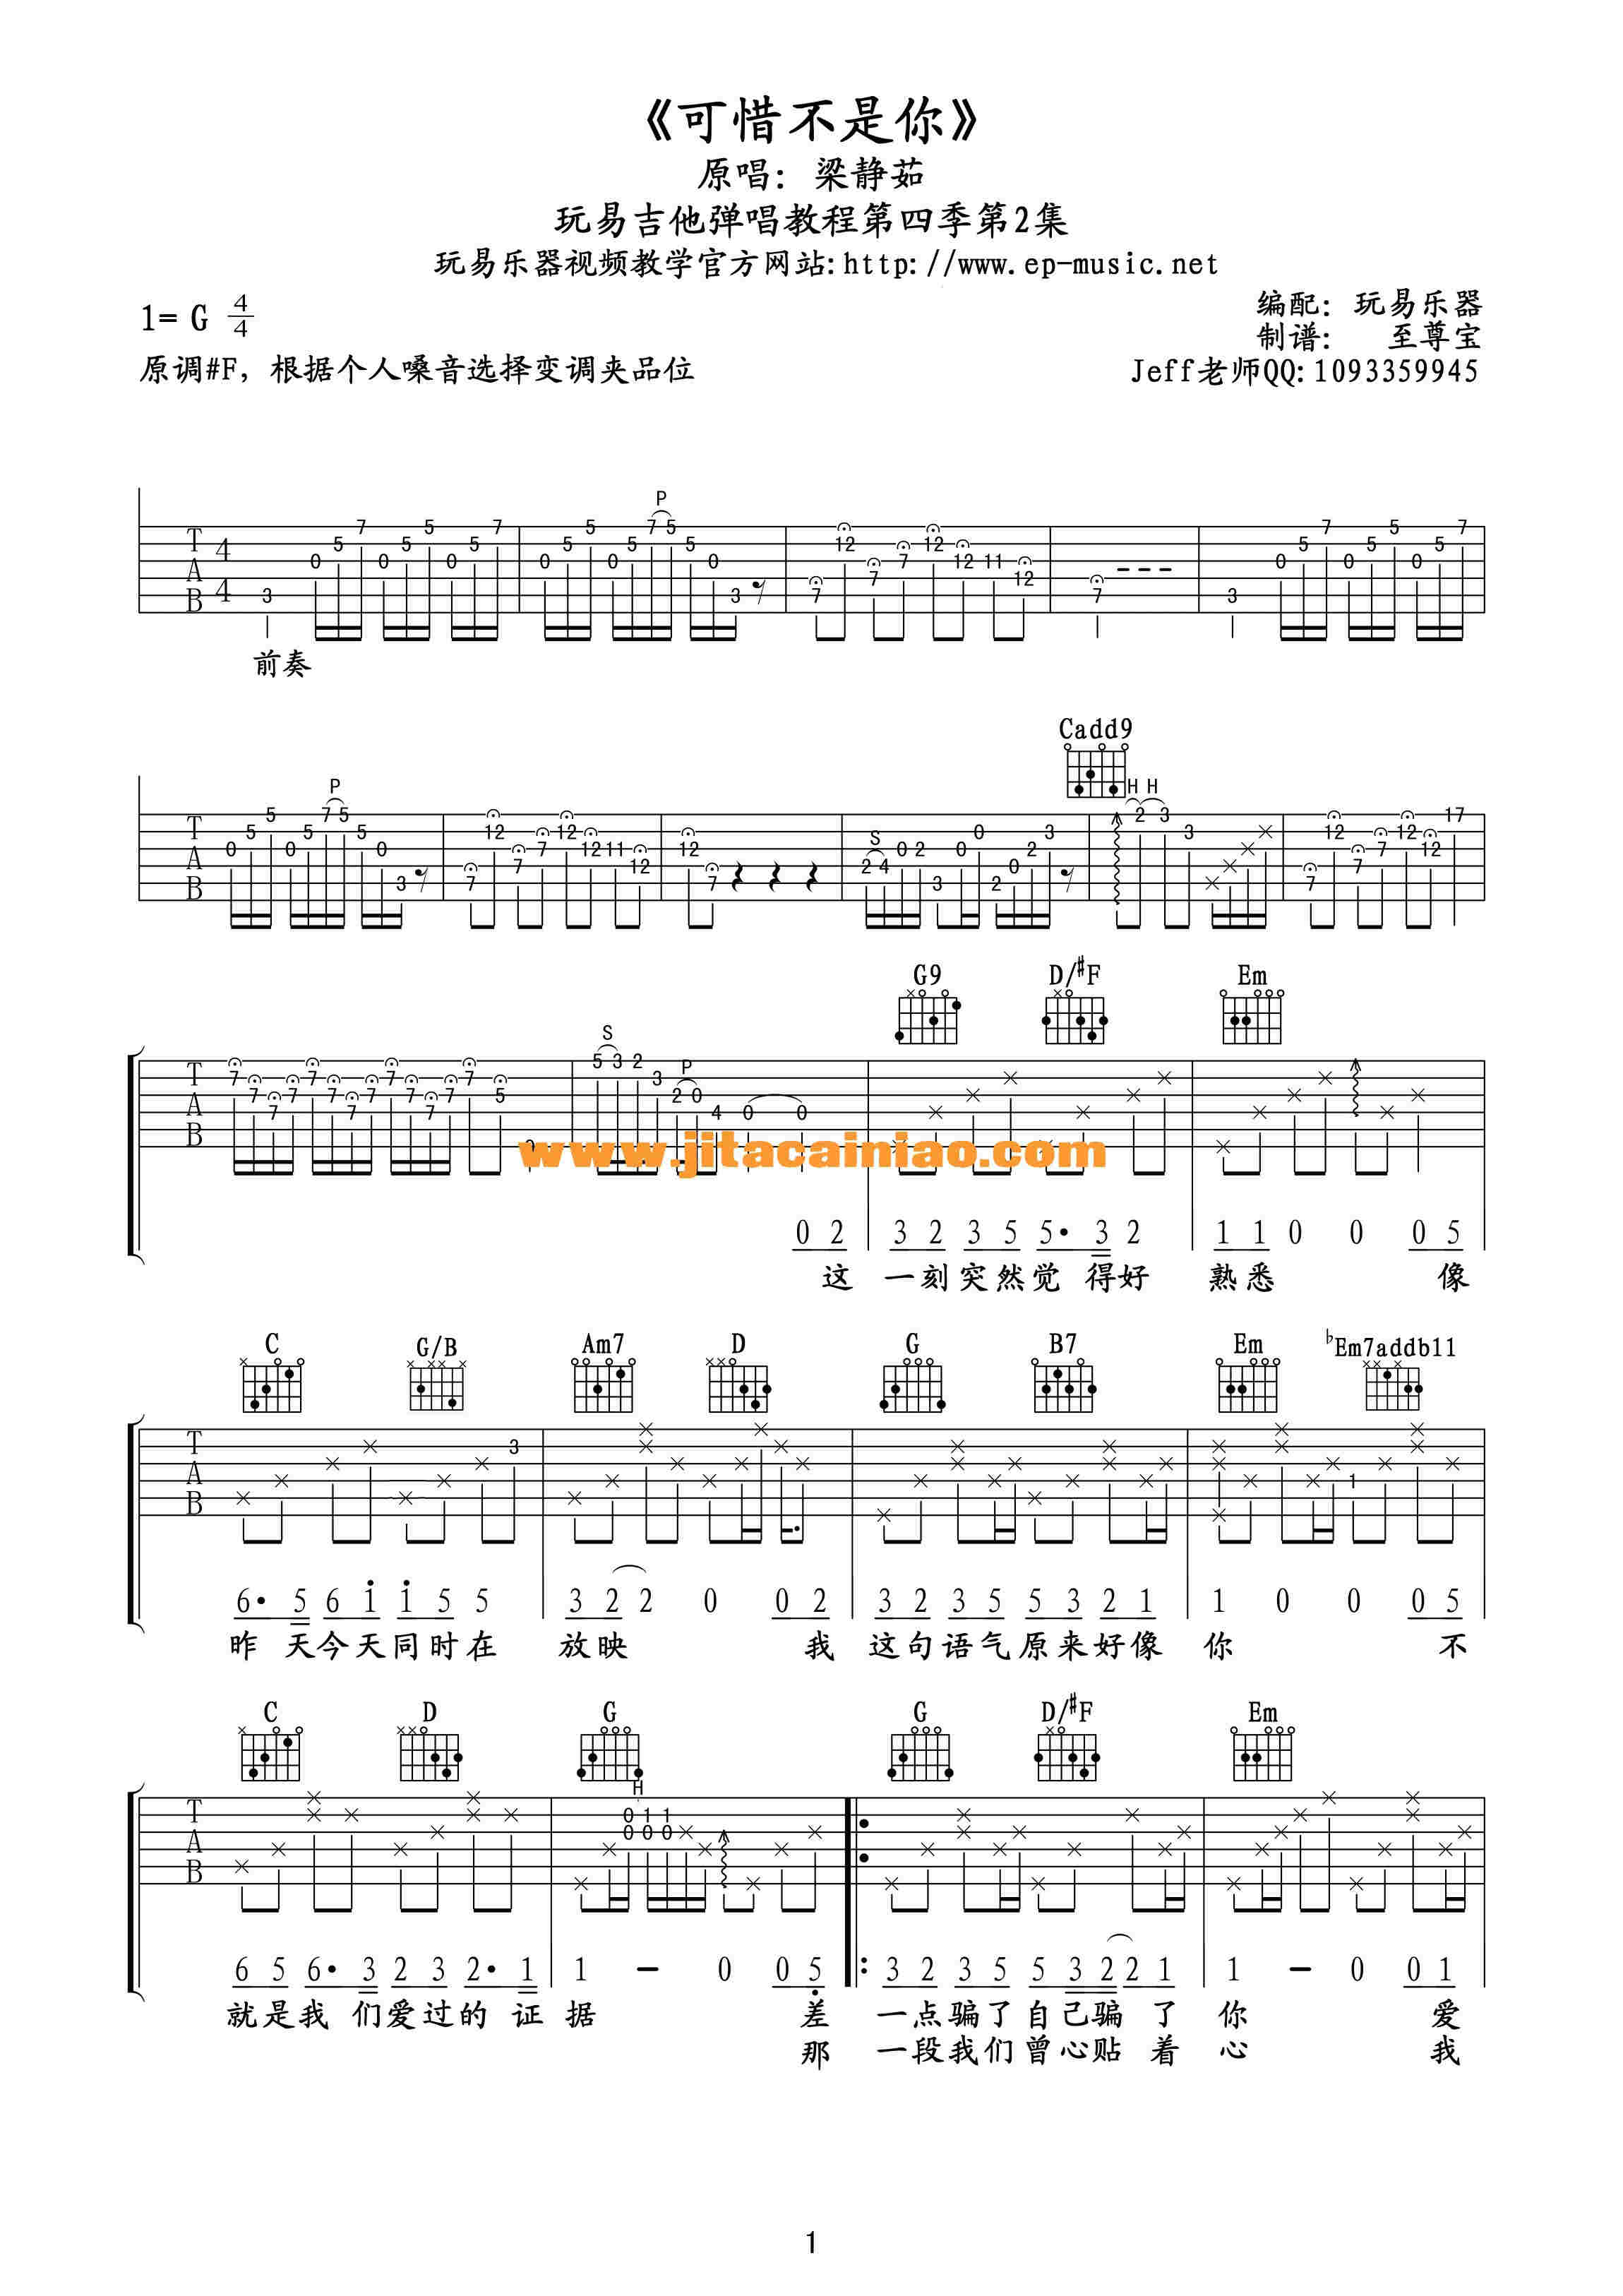 《可惜不是你》
原唱：梁静茹
玩易吉他弹唱教程第四季第2集
玩易乐器视频教学官方网站:http://www.ep-music.net
1= G 4/4
编配：玩易乐器
制谱： 至尊宝
原调#F，根据个人嗓音选择变调夹品位
Jeff老师QQ:1093359945
前奏
Cadd9
G9 D/#F Em
www.jitacainiao.com
0 2 3 2 3 5 5· 3 2 1 1 0 0 0 5
这 一刻突然觉 得好 熟悉 像
C G/B Am7 D G B7 Em ♭Em7addb11
6· 5 6 i i 5 5 3 2 2 0 0 2 3 2 3 5 5 3 2 1 1 0 0 0 5
昨 天今天同时在 放映 我 这句语气原来好像 你 不
C D G G D/#F Em
6 5 6· 3 2 3 2· 1 1 - 0 0 5 3 2 3 5 5 3 2 2 1 1 - 0 0 1
就是我 们爱过的 证 据 差 一点骗了自己骗 了 你 爱
那 一段我们曾心贴 着 心 我
1